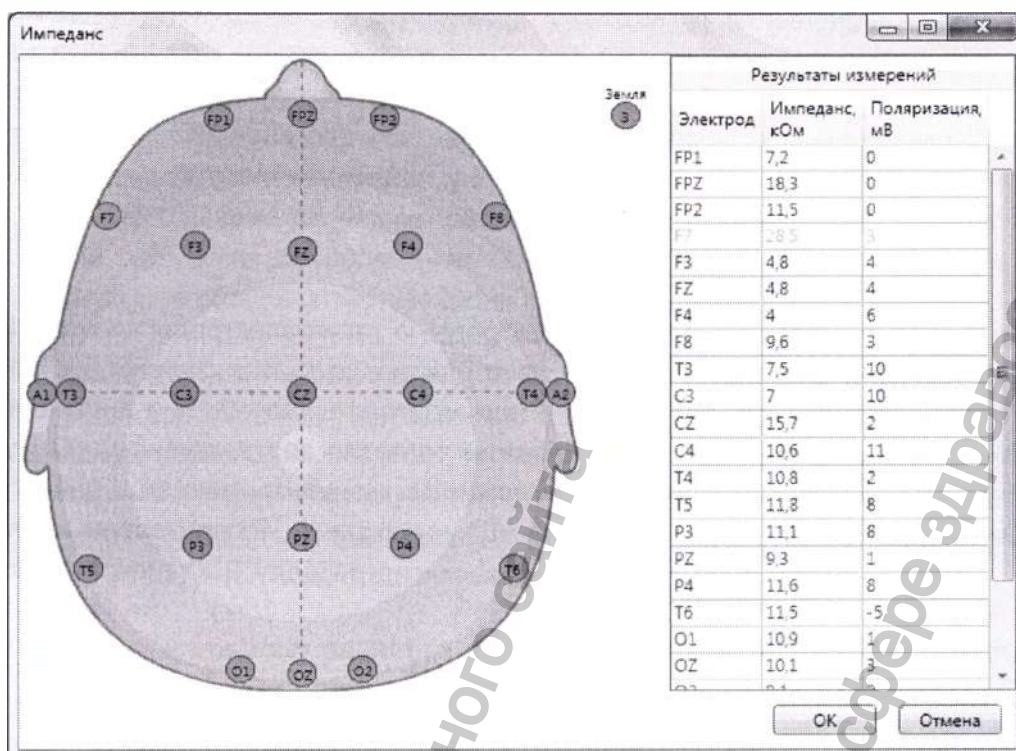 Импеданс
FP1 FPZ FP2
Земля
З
F7 F3 FZ F4 F8
A1 T3 C3 CZ C4 T4 A2
T5 P3 PZ P4 T6
O1 OZ O2
Результаты измерений
Электрод Импеданс, кОм Поляризация, мВ
FP1 7,2 0
FPZ 18,3 0
FP2 11,5 0
F7 28,5 3
F3 4,8 4
FZ 4,8 4
F4 4 6
F8 9,6 3
T3 7,5 10
C3 7 10
CZ 15,7 2
C4 10,6 11
T4 10,8 2
T5 11,8 8
P3 11,1 8
PZ 9,3 1
P4 11,6 8
T6 11,5 -5
O1 10,9 1
OZ 10,1 3
OK Отмена
ного сайта
сфере здраво